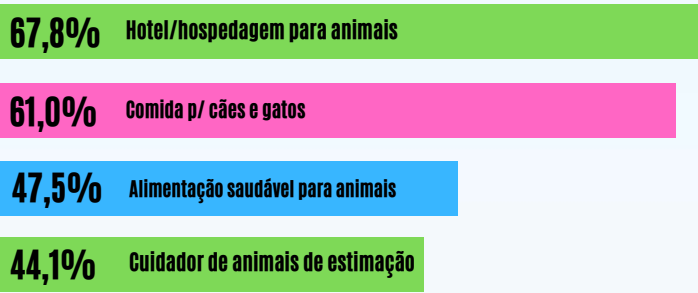 67,8% Hotel/hospedagem para animais
61,0% Comida p/ cães e gatos
47,5% Alimentação saudável para animais
44,1% Cuidador de animais de estimação